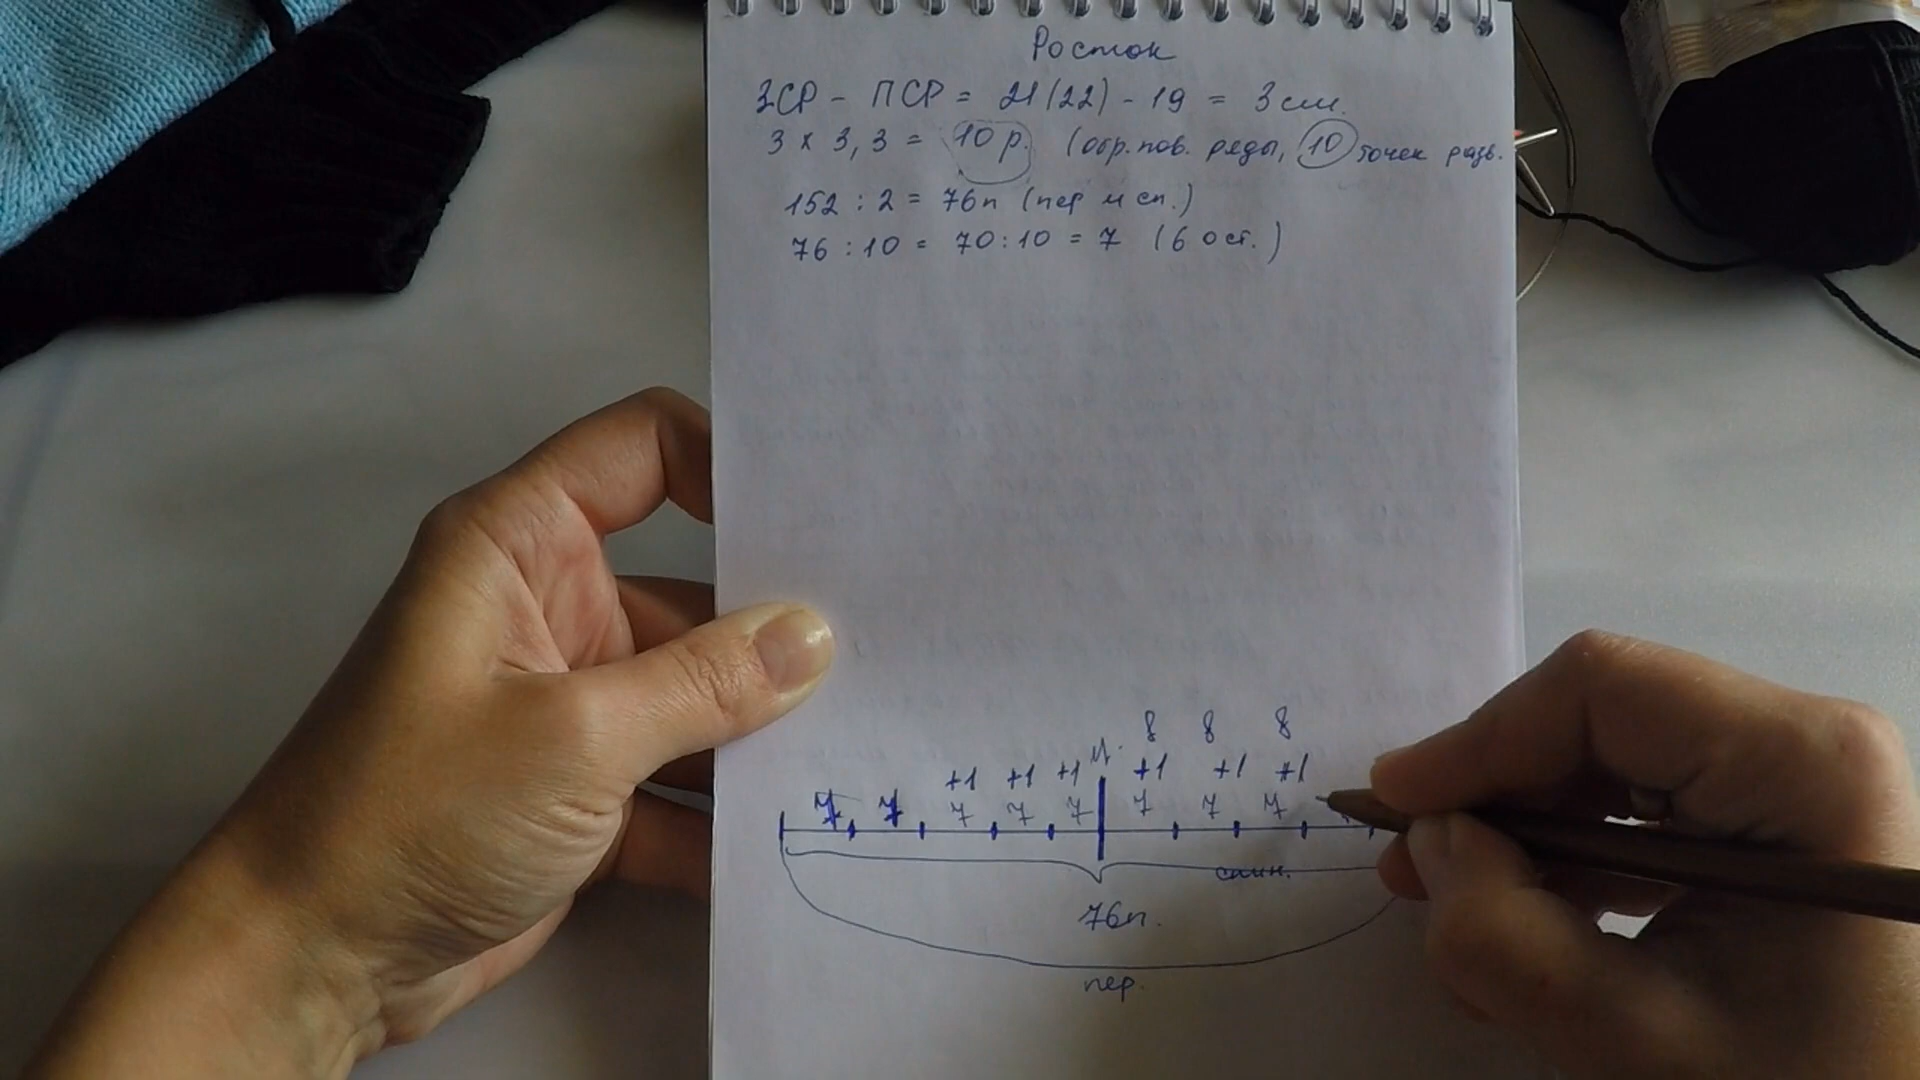 Росток
ЗСР - ПСР = 21(22) - 19 = 3 см.
3 х 3,3 = 10 р. (обр. пов. ряды, 10 точек разв.
152 : 2 = 76п (пер и сп.)
76 : 10 = 70 : 10 = 7 (6 ост.)
8 8 8
+1 +1 +1 ц. +1 +1 +1
7 7 7 7 7 7 7 7
спин.
76п.
пер.